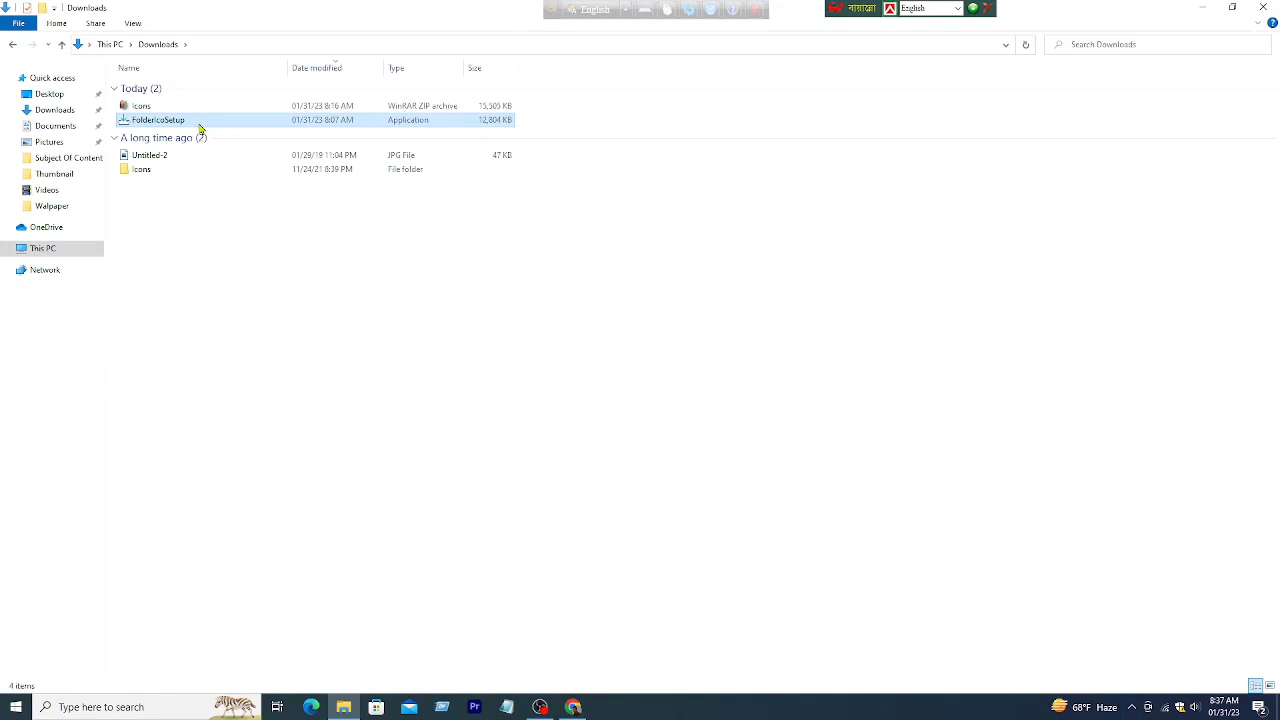 Downloads
English
বায়ান্নো
English
File
Home
Share
View
This PC
Downloads
Search Downloads
Name
Date modified
Type
Size
Quick access
Desktop
Downloads
Documents
Pictures
Subject Of Content
Thumbnail
Videos
Walpaper
OneDrive
This PC
Network
Today (2)
Icons 01/31/23 8:16 AM WinRAR ZIP archive 15,505 KB
FolderIcoSetup 01/31/23 8:07 AM Application 12,804 KB
A long time ago (2)
Untitled-2 01/29/19 11:04 PM JPG File 47 KB
Icons 11/24/21 8:39 PM File folder
4 items
Type here to search
Pr
68°F Haze
8:37 AM
01/31/23
2